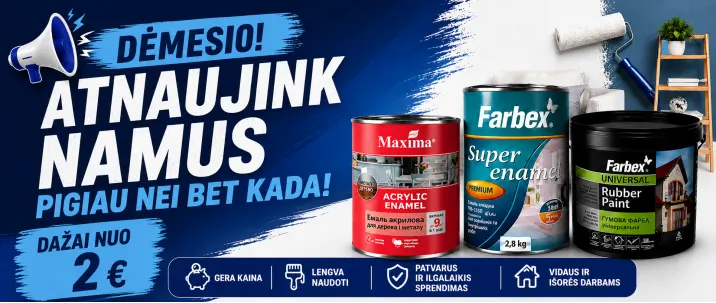 DĖMESIO!
ATNAUJINK
NAMUS
PIGIAU NEI BET KADA!
DAŽAI NUO
2 €
Maxima®
ACRYLIC
ENAMEL
Емаль акрилова
для дерева і металу
Farbex
Super
enamel
PREMIUM
2,8 kg
Farbex
UNIVERSAL
Rubber
Paint
ГУМОВА ФАРБА
універсальна
GERA KAINA
LENGVA
NAUDOTI
PATVARUS
IR ILGALAIKIS
SPRENDIMAS
VIDAUS IR
IŠORĖS DARBAMS